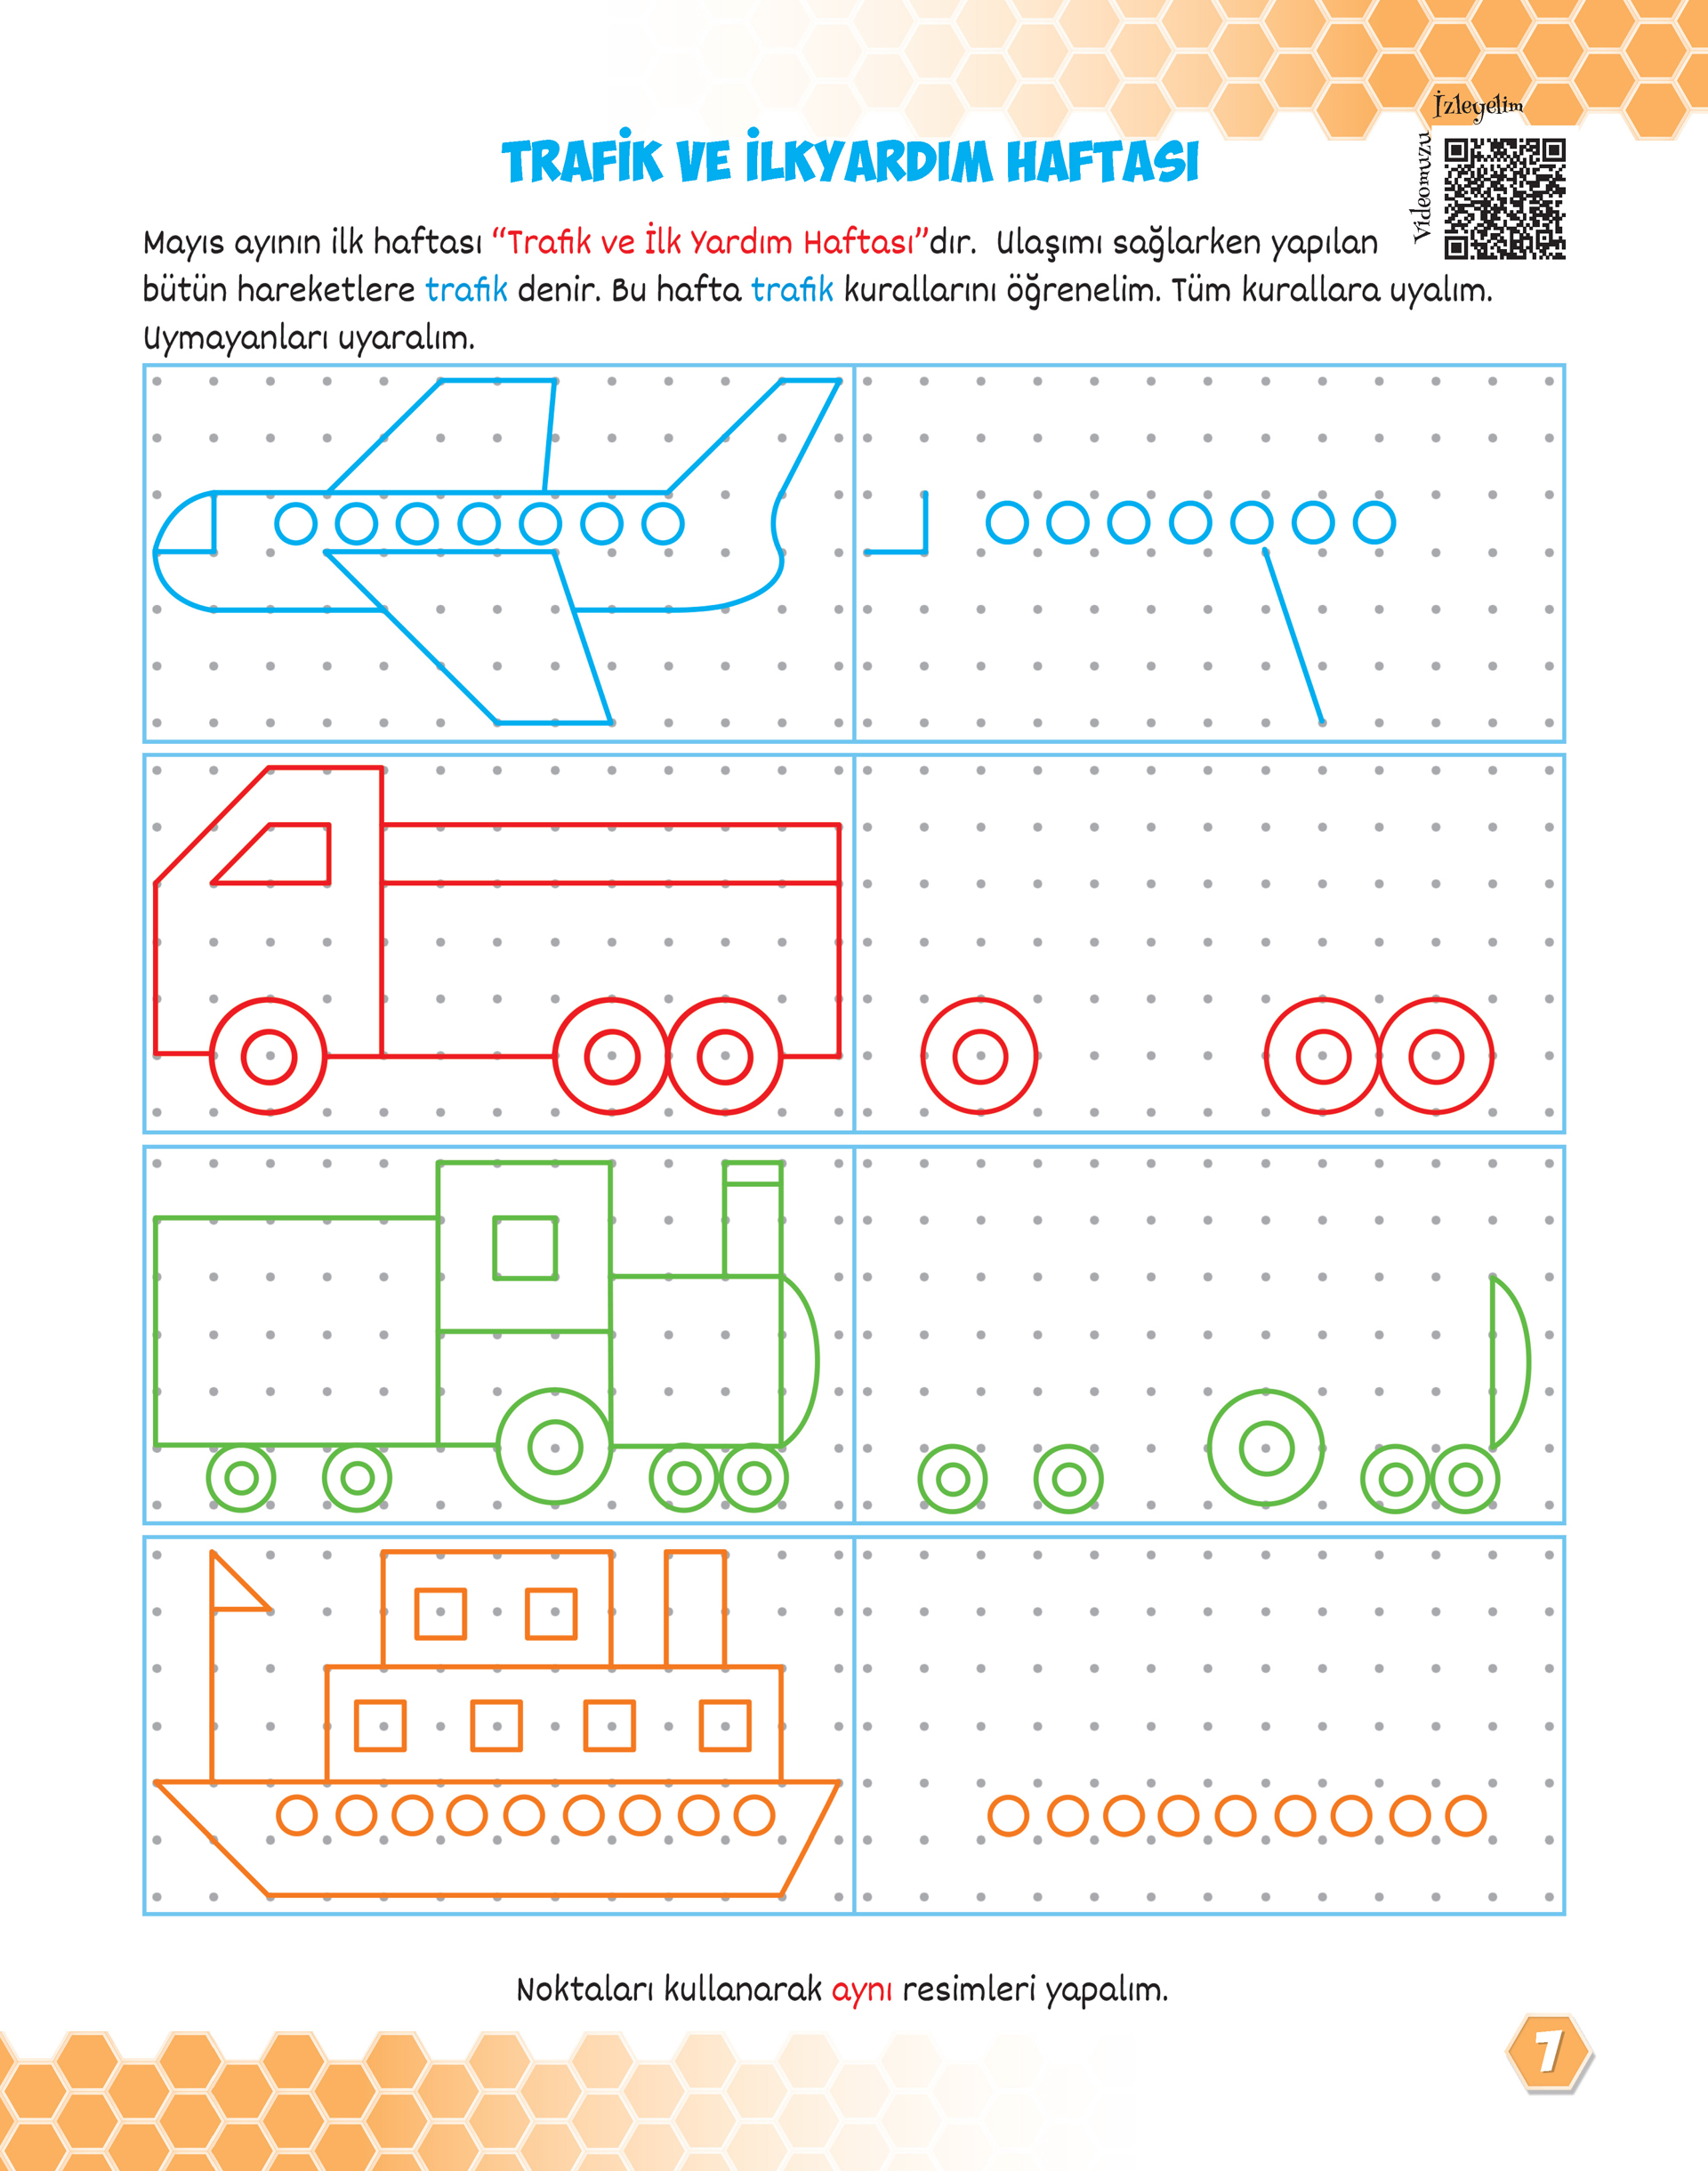 İzleyelim
Videomuzu
TRAFİK VE İLKYARDIM HAFTASI
Mayıs ayının ilk haftası “Trafik ve İlk Yardım Haftası”dır. Ulaşımı sağlarken yapılan
bütün hareketlere trafik denir. Bu hafta trafik kurallarını öğrenelim. Tüm kurallara uyalım.
Uymayanları uyaralım.
Noktaları kullanarak aynı resimleri yapalım.
7